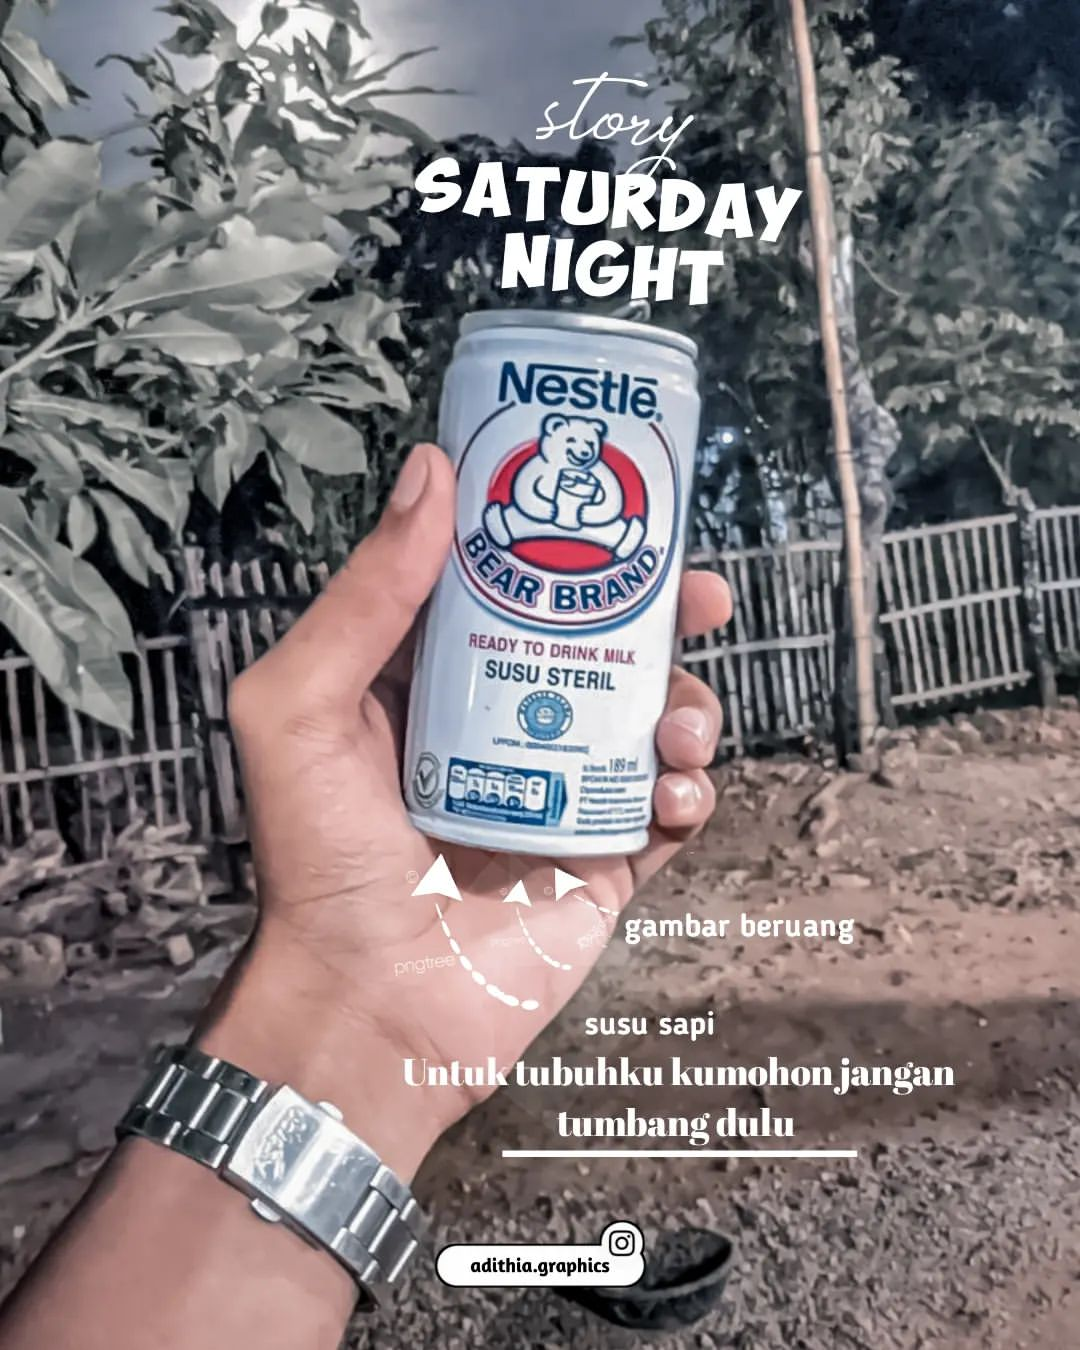 story
SATURDAY
NIGHT
Nestlē
BEAR BRAND
READY TO DRINK MILK
SUSU STERIL
189 ml
gambar beruang
pngtree
susu sapi
Untuk tubuhku kumohon jangan
tumbang dulu
adithia.graphics